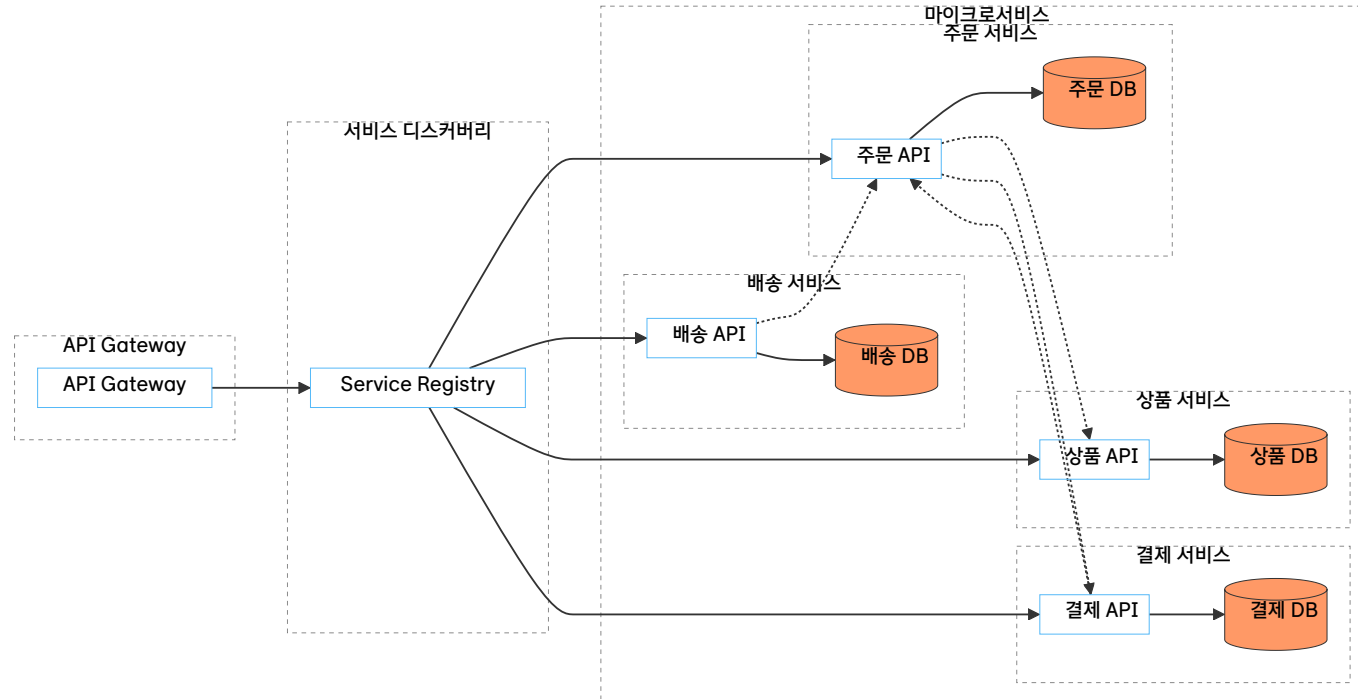 마이크로서비스
주문 서비스
주문 DB
서비스 디스커버리
주문 API
배송 서비스
배송 API
배송 DB
API Gateway
API Gateway
Service Registry
상품 서비스
상품 API
상품 DB
결제 서비스
결제 API
결제 DB